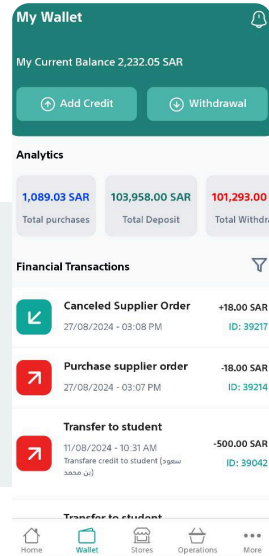 My Wallet
My Current Balance 2,232.05 SAR
Add Credit
Withdrawal
Analytics
1,089.03 SAR
Total purchases
103,958.00 SAR
Total Deposit
101,293.00
Total Withdra
Financial Transactions
Canceled Supplier Order
+18.00 SAR
27/08/2024 - 03:08 PM
ID: 39217
Purchase supplier order
-18.00 SAR
27/08/2024 - 03:07 PM
ID: 39214
Transfer to student
11/08/2024 - 10:31 AM
-500.00 SAR
Transfare credit to student (سعود
بن محمد)
ID: 39042
Transfer to student
Home
Wallet
Stores
Operations
More